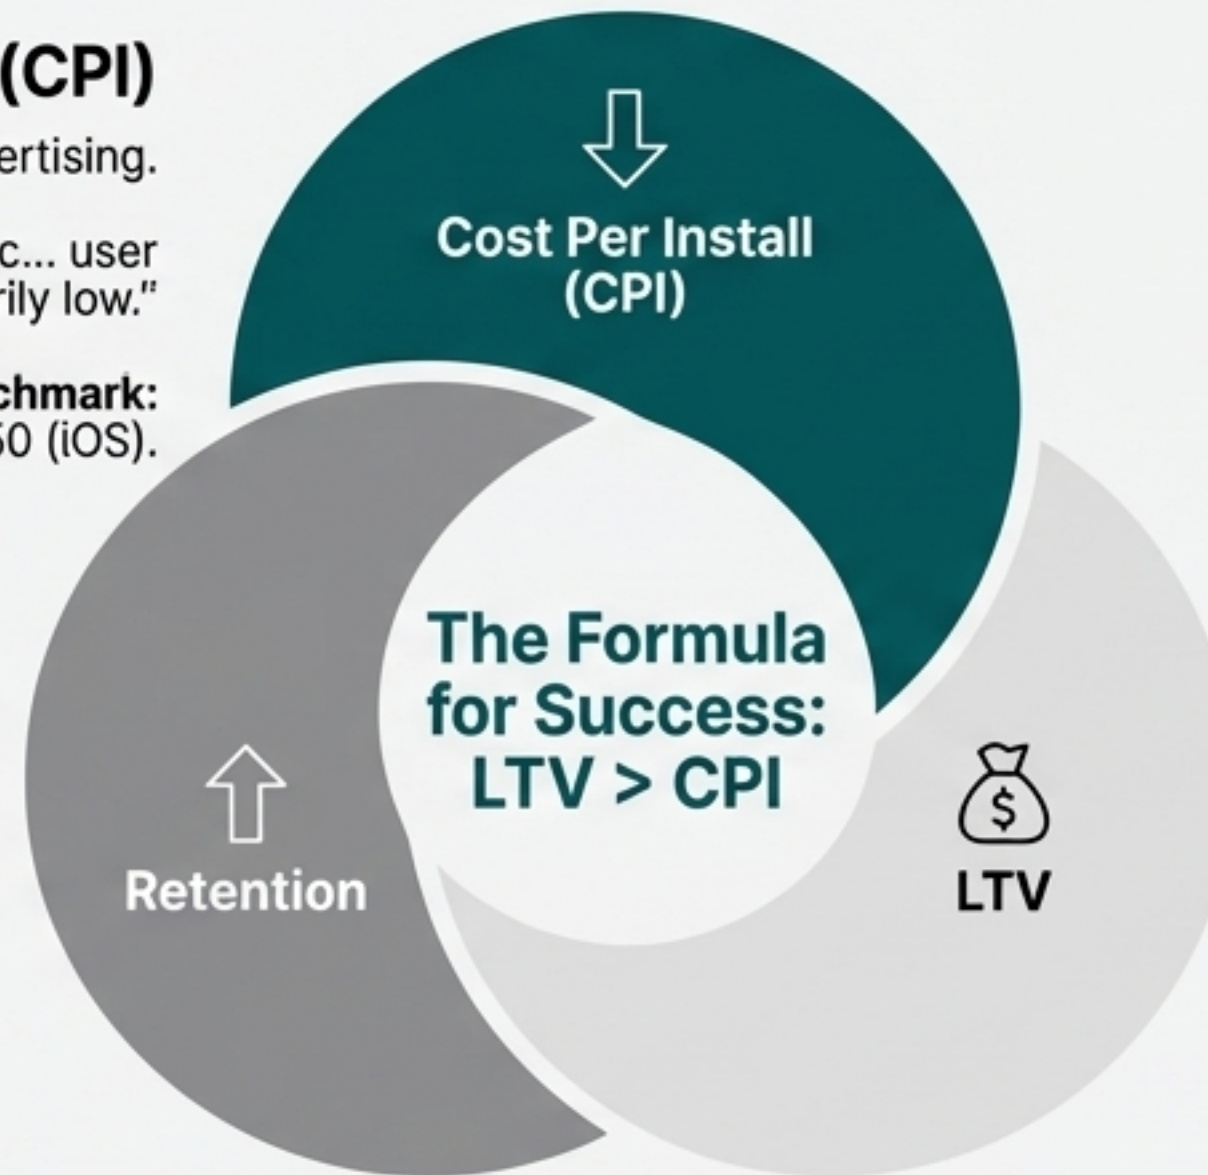 (CPI)
ertising.
c... user
rily low."
chmark:
50 (iOS).
Cost Per Install
(CPI)
The Formula
for Success:
LTV > CPI
Retention
$
LTV